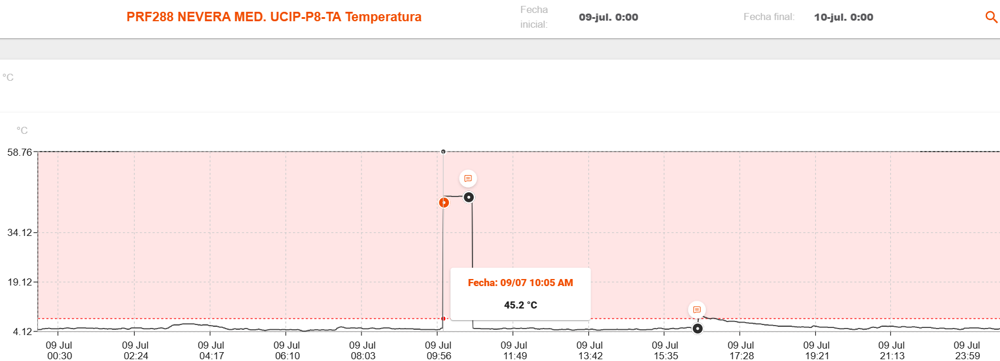 PRF288 NEVERA MED. UCIP-P8-TA Temperatura
Fecha
inicial:
09-jul. 0:00
Fecha final:
10-jul. 0:00
°C
°C
58.76
34.12
19.12
4.12
Fecha: 09/07 10:05 AM
45.2 °C
09 Jul
00:30
09 Jul
02:24
09 Jul
04:17
09 Jul
06:10
09 Jul
08:03
09 Jul
09:56
09 Jul
11:49
09 Jul
13:42
09 Jul
15:35
09 Jul
17:28
09 Jul
19:21
09 Jul
21:13
09 Jul
23:59